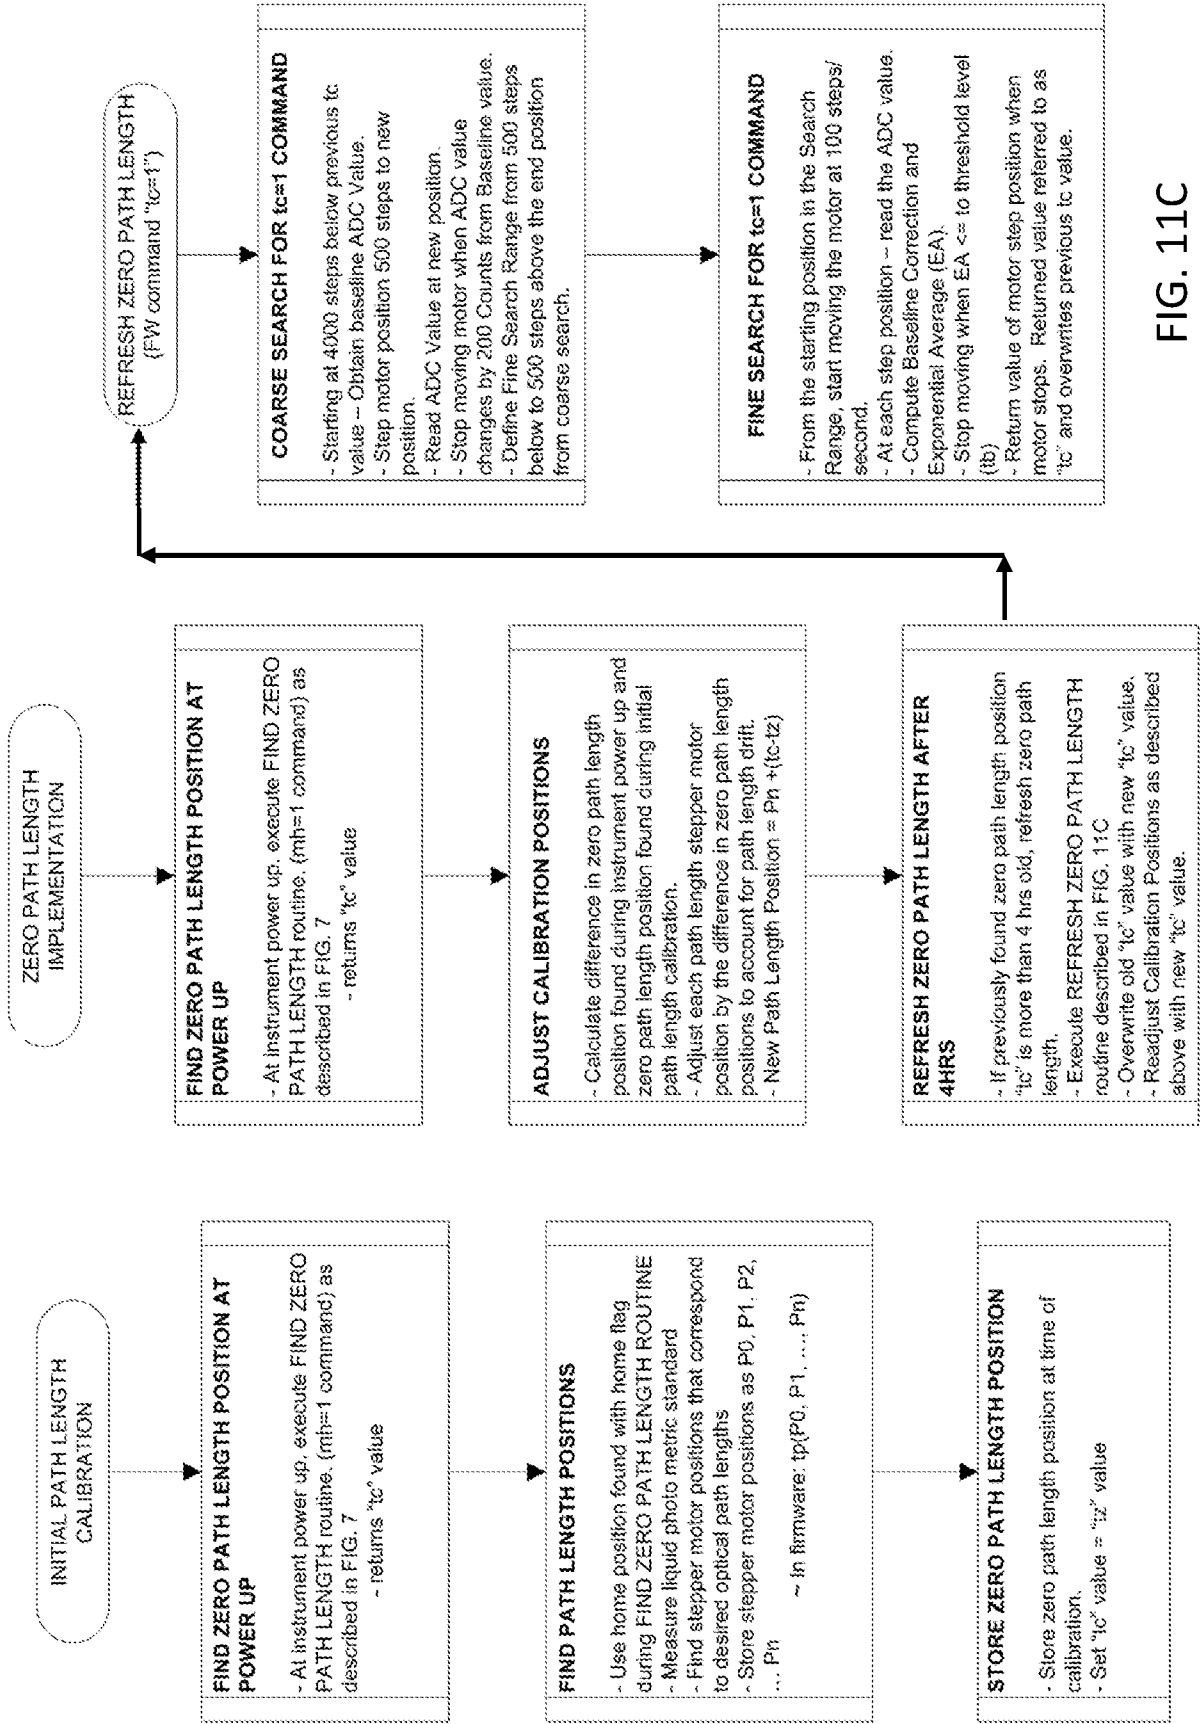 INITIAL PATH LENGTH
CALIBRATION
FIND ZERO PATH LENGTH POSITION AT
POWER UP
- At instrument power up, execute FIND ZERO
PATH LENGTH routine. (mh=1 command) as
described in FIG. 7
~ returns "tc" value
FIND PATH LENGTH POSITIONS
- Use home position found with home flag
during FIND ZERO PATH LENGTH ROUTINE
- Measure liquid photo metric standard
- Find stepper motor positions that correspond
to desired optical path lengths
- Store stepper motor positions as P0, P1, P2,
... Pn
~ In firmware: tp(P0, P1, .... Pn)
STORE ZERO PATH LENGTH POSITION
- Store zero path length position at time of
calibration.
- Set "tc" value = "tz" value
ZERO PATH LENGTH
IMPLEMENTATION
FIND ZERO PATH LENGTH POSITION AT
POWER UP
- At instrument power up, execute FIND ZERO
PATH LENGTH routine. (mh=1 command) as
described in FIG. 7
~ returns "tc" value
ADJUST CALIBRATION POSITIONS
- Calculate difference in zero path length
position found during instrument power up and
zero path length position found during initial
path length calibration.
- Adjust each path length stepper motor
position by the difference in zero path length
positions to account for path length drift.
- New Path Length Position = Pn +(tc-tz)
REFRESH ZERO PATH LENGTH AFTER
4HRS
- If previously found zero path length position
"tc" is more than 4 hrs old, refresh zero path
length.
- Execute REFRESH ZERO PATH LENGTH
routine described in FIG. 11C
- Overwrite old "tc" value with new "tc" value.
- Readjust Calibration Positions as described
above with new "tc" value.
REFRESH ZERO PATH LENGTH
(FW command "tc=1")
COARSE SEARCH FOR tc=1 COMMAND
- Starting at 4000 steps below previous tc
value – Obtain baseline ADC Value.
- Step motor position 500 steps to new
position.
- Read ADC Value at new position.
- Stop moving motor when ADC value
changes by 200 Counts from Baseline value.
- Define Fine Search Range from 500 steps
below to 500 steps above the end position
from coarse search.
FINE SEARCH FOR tc=1 COMMAND
- From the starting position in the Search
Range, start moving the motor at 100 steps/
second.
- At each step position – read the ADC value.
- Compute Baseline Correction and
Exponential Average (EA).
- Stop moving when EA <= to threshold level
(tb)
- Return value of motor step position when
motor stops. Returned value referred to as
"tc" and overwrites previous tc value.
FIG. 11C